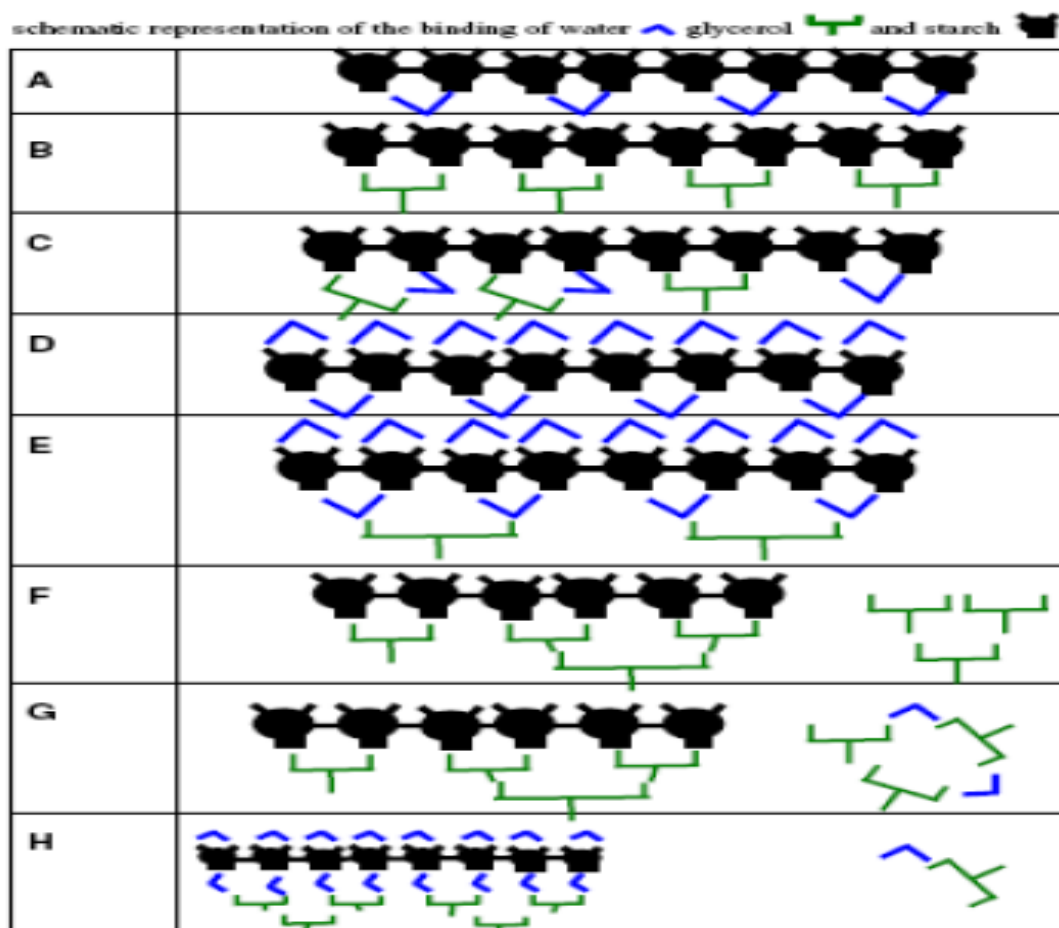 schematic representation of the binding of water glycerol and starch
A
B
C
D
E
F
G
H